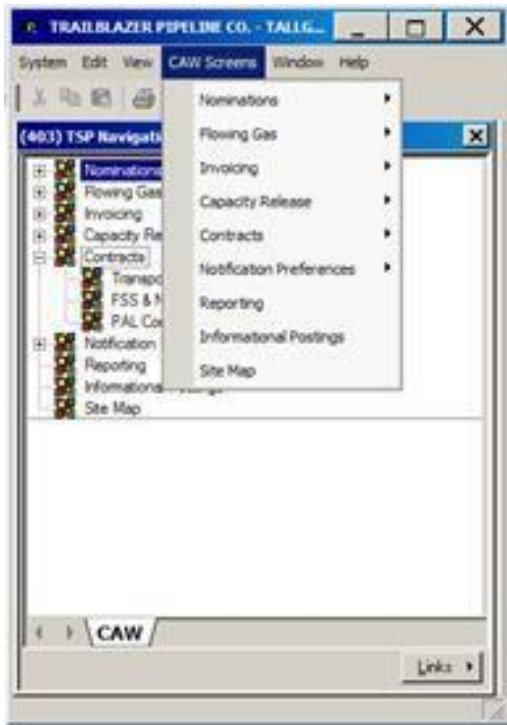 TRAILBLAZER PIPELINE CO. - TALLG...
System Edit View CAW Screens Window Help
(403) TSP Navigati
Nominations
Flowing Gas
Invoicing
Capacity Re
Contracts
Transpo
FSS & N
PAL Co
Notification
Reporting
Informational
Site Map
Nominations
Flowing Gas
Invoicing
Capacity Release
Contracts
Notification Preferences
Reporting
Informational Postings
Site Map
CAW
Links